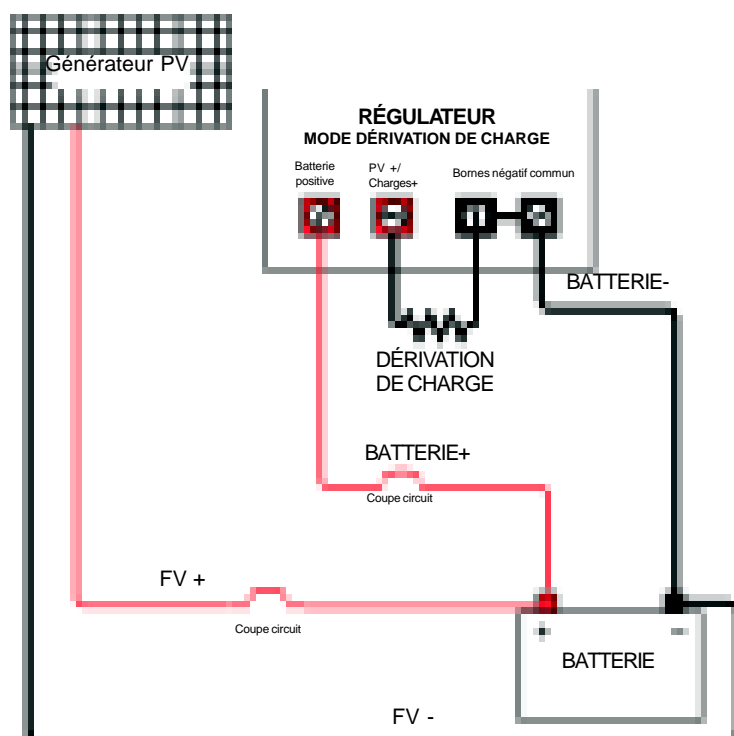 Générateur PV
RÉGULATEUR
MODE DÉRIVATION DE CHARGE
Batterie
positive
PV +/
Charges+
Bornes négatif commun
BATTERIE-
DÉRIVATION
DE CHARGE
BATTERIE+
Coupe circuit
FV +
Coupe circuit
+
-
BATTERIE
FV -